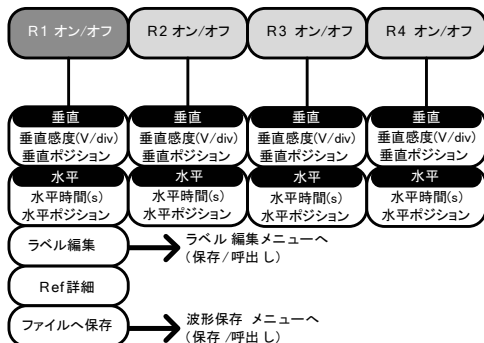 R1 オン/オフ R2 オン/オフ R3 オン/オフ R4 オン/オフ
垂直 垂直 垂直 垂直
垂直感度(V/div) 垂直感度(V/div) 垂直感度(V/div) 垂直感度(V/div)
垂直ポジション 垂直ポジション 垂直ポジション 垂直ポジション
水平 水平 水平 水平
水平時間(s) 水平時間(s) 水平時間(s) 水平時間(s)
水平ポジション 水平ポジション 水平ポジション 水平ポジション
ラベル編集 ラベル 編集メニューへ
(保存/呼出し)
Ref詳細
ファイルへ保存 波形保存 メニューへ
(保存/呼出し)